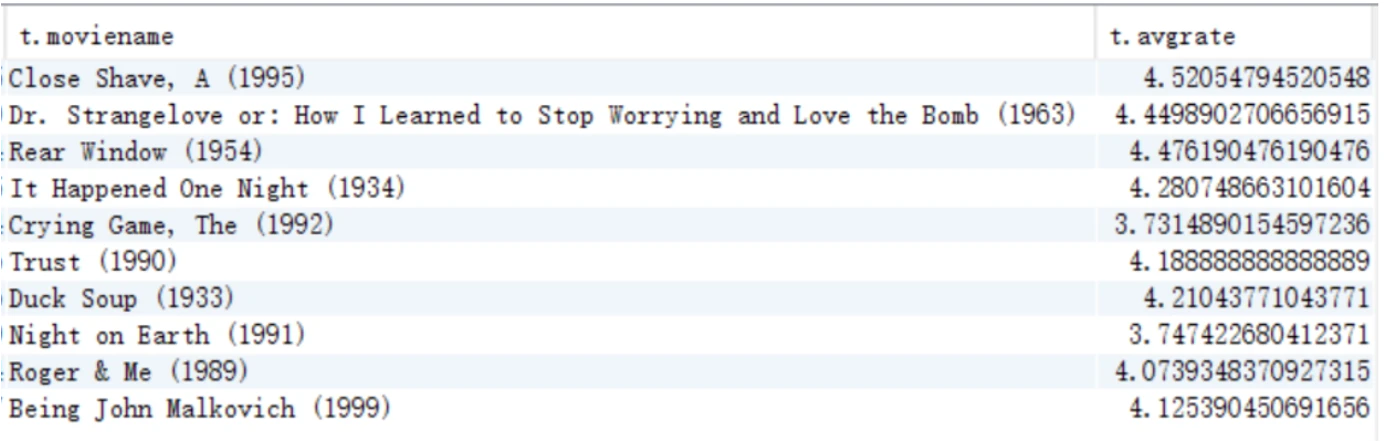 t.moviename t.avgrate
Close Shave, A (1995) 4.52054794520548
Dr. Strangelove or: How I Learned to Stop Worrying and Love the Bomb (1963) 4.4498902706656915
Rear Window (1954) 4.476190476190476
It Happened One Night (1934) 4.280748663101604
Crying Game, The (1992) 3.7314890154597236
Trust (1990) 4.188888888888889
Duck Soup (1933) 4.21043771043771
Night on Earth (1991) 3.747422680412371
Roger & Me (1989) 4.0739348370927315
Being John Malkovich (1999) 4.125390450691656